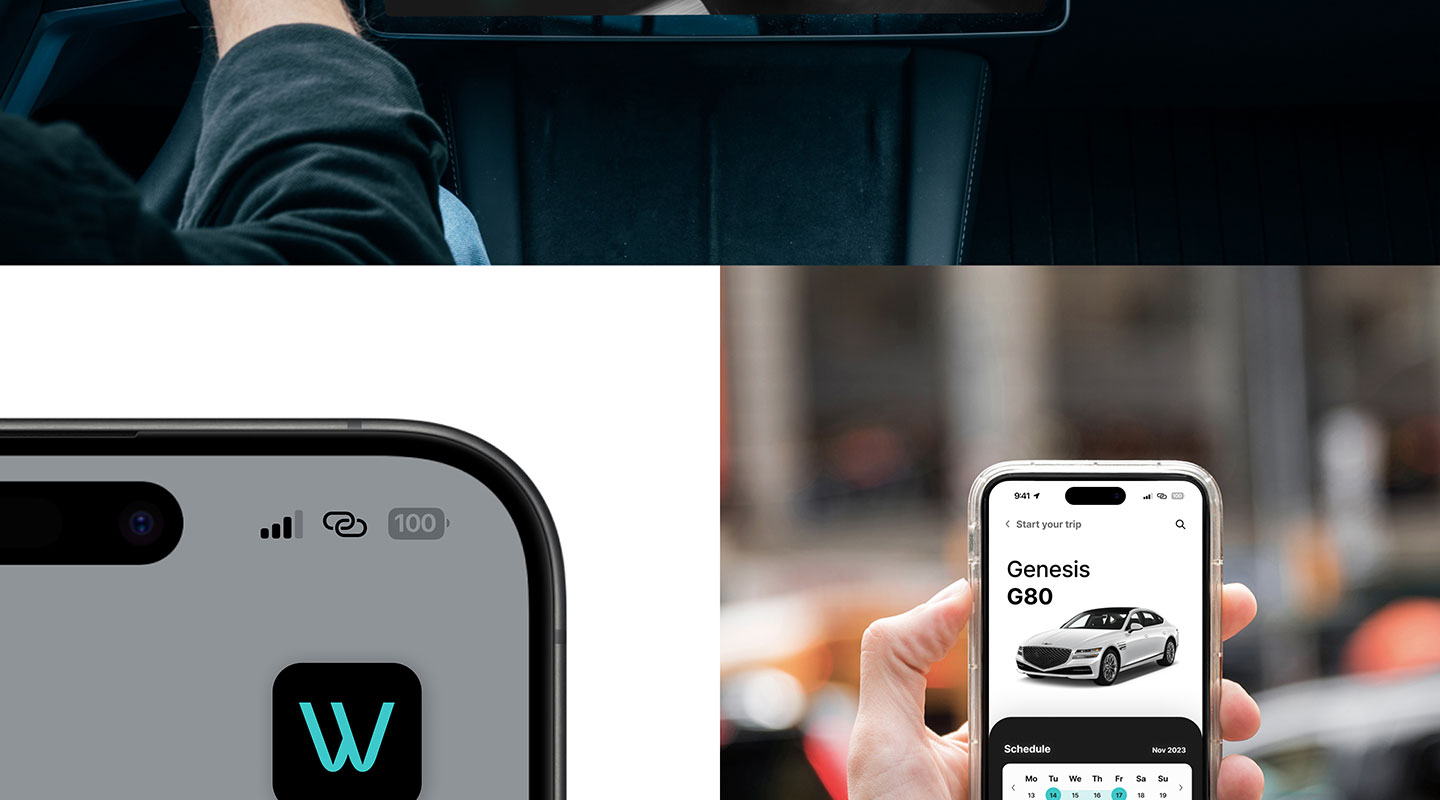 100
W
9:41
100
Start your trip
Genesis
G80
Schedule
Nov 2023
Mo Tu We Th Fr Sa Su
13 14 15 16 17 18 19